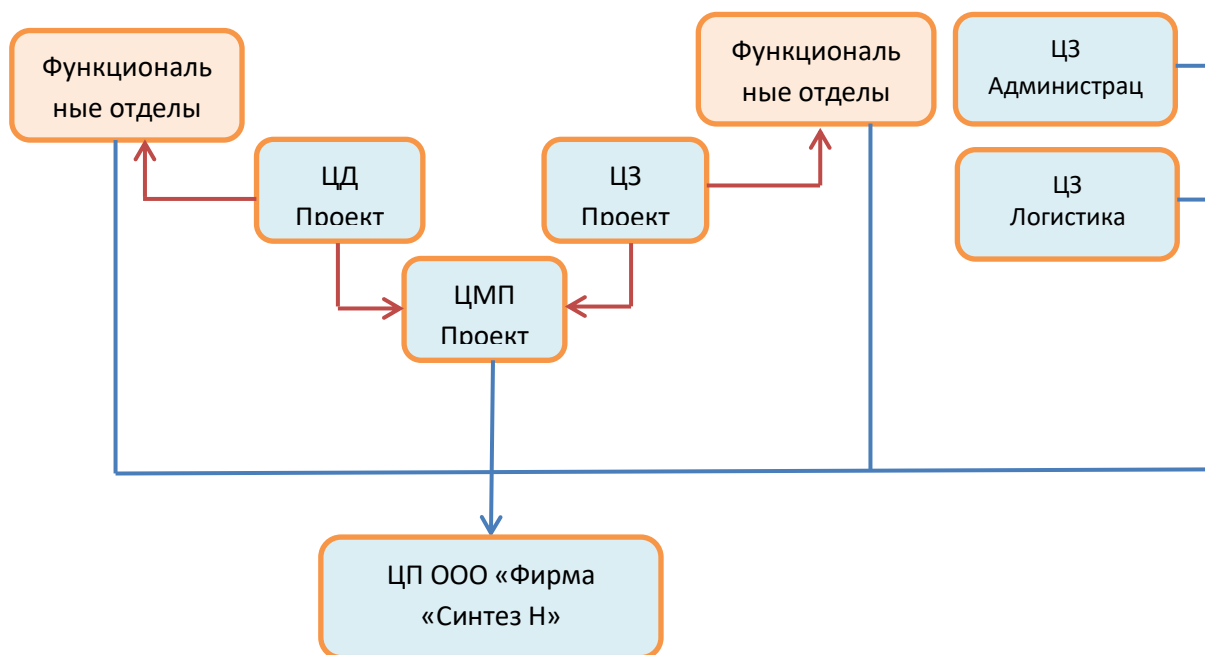 Функциональ
ные отделы
Функциональ
ные отделы
ЦЗ
Администрац
ЦД
Проект
ЦЗ
Проект
ЦЗ
Логистика
ЦМП
Проект
ЦП ООО «Фирма
«Синтез Н»